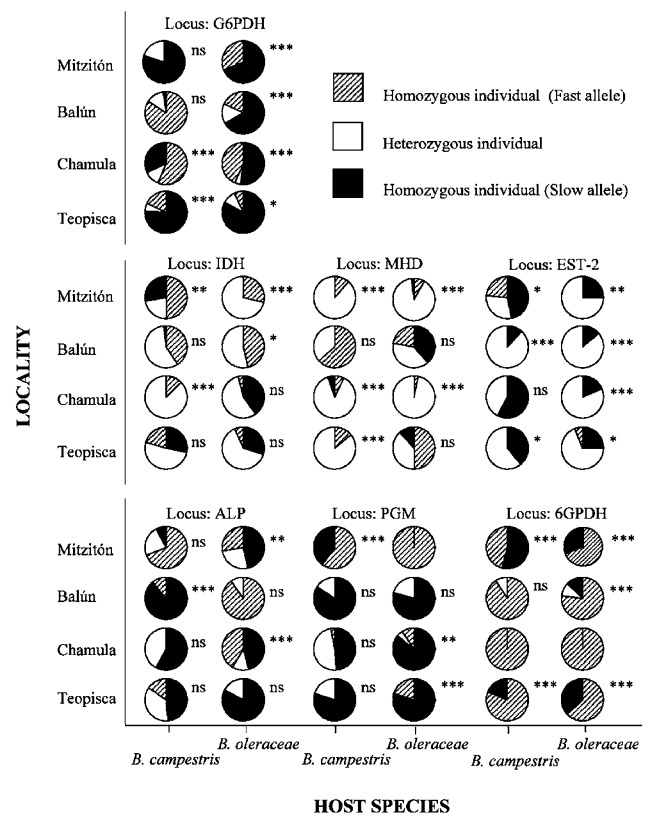 Locus: G6PDH
Mitzitón ns ***
Balún ns ***
Chamula *** ***
Teopisca *** *
Homozygous individual (Fast allele)
Heterozygous individual
Homozygous individual (Slow allele)
LOCALITY
Locus: IDH Locus: MHD Locus: EST-2
Mitzitón ** *** *** *** * **
Balún ns * ns ns *** ***
Chamula *** ns *** *** ns ***
Teopisca ns ns *** ns * *
Locus: ALP Locus: PGM Locus: 6GPDH
Mitzitón ns ** *** *** ***
Balún *** ns ns ns ns ***
Chamula ns *** ns **
Teopisca ns ns ns *** *** ***
B. campestris B. oleraceae B. campestris B. oleraceae B. campestris B. oleraceae
HOST SPECIES